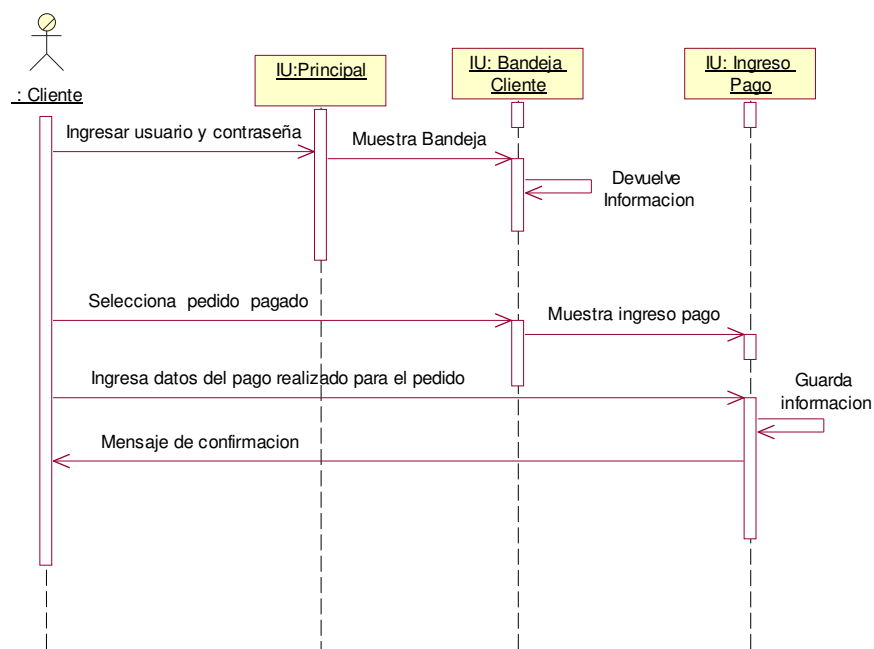 : Cliente
IU:Principal
IU: Bandeja
Cliente
IU: Ingreso
Pago
Ingresar usuario y contraseña
Muestra Bandeja
Devuelve
Informacion
Selecciona pedido pagado
Muestra ingreso pago
Ingresa datos del pago realizado para el pedido
Guarda
informacion
Mensaje de confirmacion